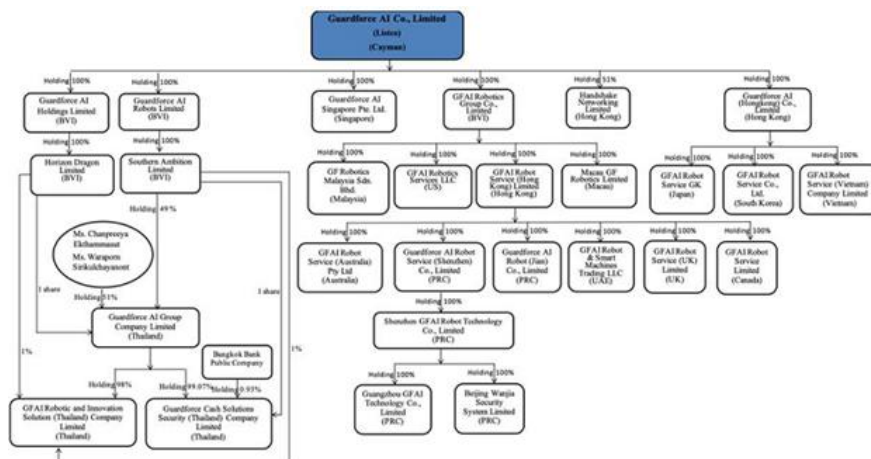 Guardforce AI Co., Limited
(Listco)
(Cayman)
Holding 100%
Holding 100%
Holding 100%
Holding 100%
Holding 51%
Holding 100%
Guardforce AI
Holdings Limited
(BVI)
Guardforce AI
Robots Limited
(BVI)
Guardforce AI
Singapore Pte. Ltd.
(Singapore)
GFAI Robotics
Group Co.,
Limited
(BVI)
Handshake
Networking Limited
(Hong Kong)
Guardforce AI
(Hongkong) Co.,
Limited
(Hong Kong)
Holding 100%
Holding 100%
Horizon Dragon Limited
(BVI)
Southern Ambition
Limited
(BVI)
Holding 100%
Holding 100%
Holding 100%
Holding 100%
GF Robotics
Malaysia Sdn.
Bhd.
(Malaysia)
GFAI Robotics
Services LLC
(US)
GFAI Robot
Service (Hong
Kong) Limited
(Hong Kong)
Macau GF
Robotics Limited
(Macau)
Holding 100%
Holding 100%
Holding 100%
GFAI Robot
Service GK
(Japan)
GFAI Robot
Service Co.,
Ltd.
(South Korea)
GFAI Robot
Service (Vietnam)
Company Limited
(Vietnam)
Holding 49%
Ms. Chanpreeya
Ekthammasut
Ms. Waraporn
Sirikulchayanont
Holding 51%
1 share
1 share
Holding 100%
Holding 100%
Holding 100%
Holding 100%
Holding 100%
Holding 100%
GFAI Robot
Service (Australia)
Pty Ltd
(Australia)
Guardforce AI Robot
Service (Shenzhen)
Co., Limited
(PRC)
Guardforce AI
Robot (Jian) Co.,
Limited
(PRC)
GFAI Robot
& Smart
Machines
Trading LLC
(UAE)
GFAI Robot
Service (UK)
Limited
(UK)
GFAI Robot
Service
Limited
(Canada)
Guardforce AI Group
Company Limited
(Thailand)
Holding 100%
Shenzhen GFAI Robot Technology
Co., Limited
(PRC)
Bangkok Bank
Public Company
1%
1%
Holding 98%
Holding 99.07%
Holding 0.93%
GFAI Robotic and Innovation
Solution (Thailand) Company
Limited
(Thailand)
Guardforce Cash Solutions
Security (Thailand) Company
Limited
(Thailand)
Holding 100%
Holding 100%
Guangzhou GFAI
Technology Co.,
Limited
(PRC)
Beijing Wanjia
Security
System Limited
(PRC)